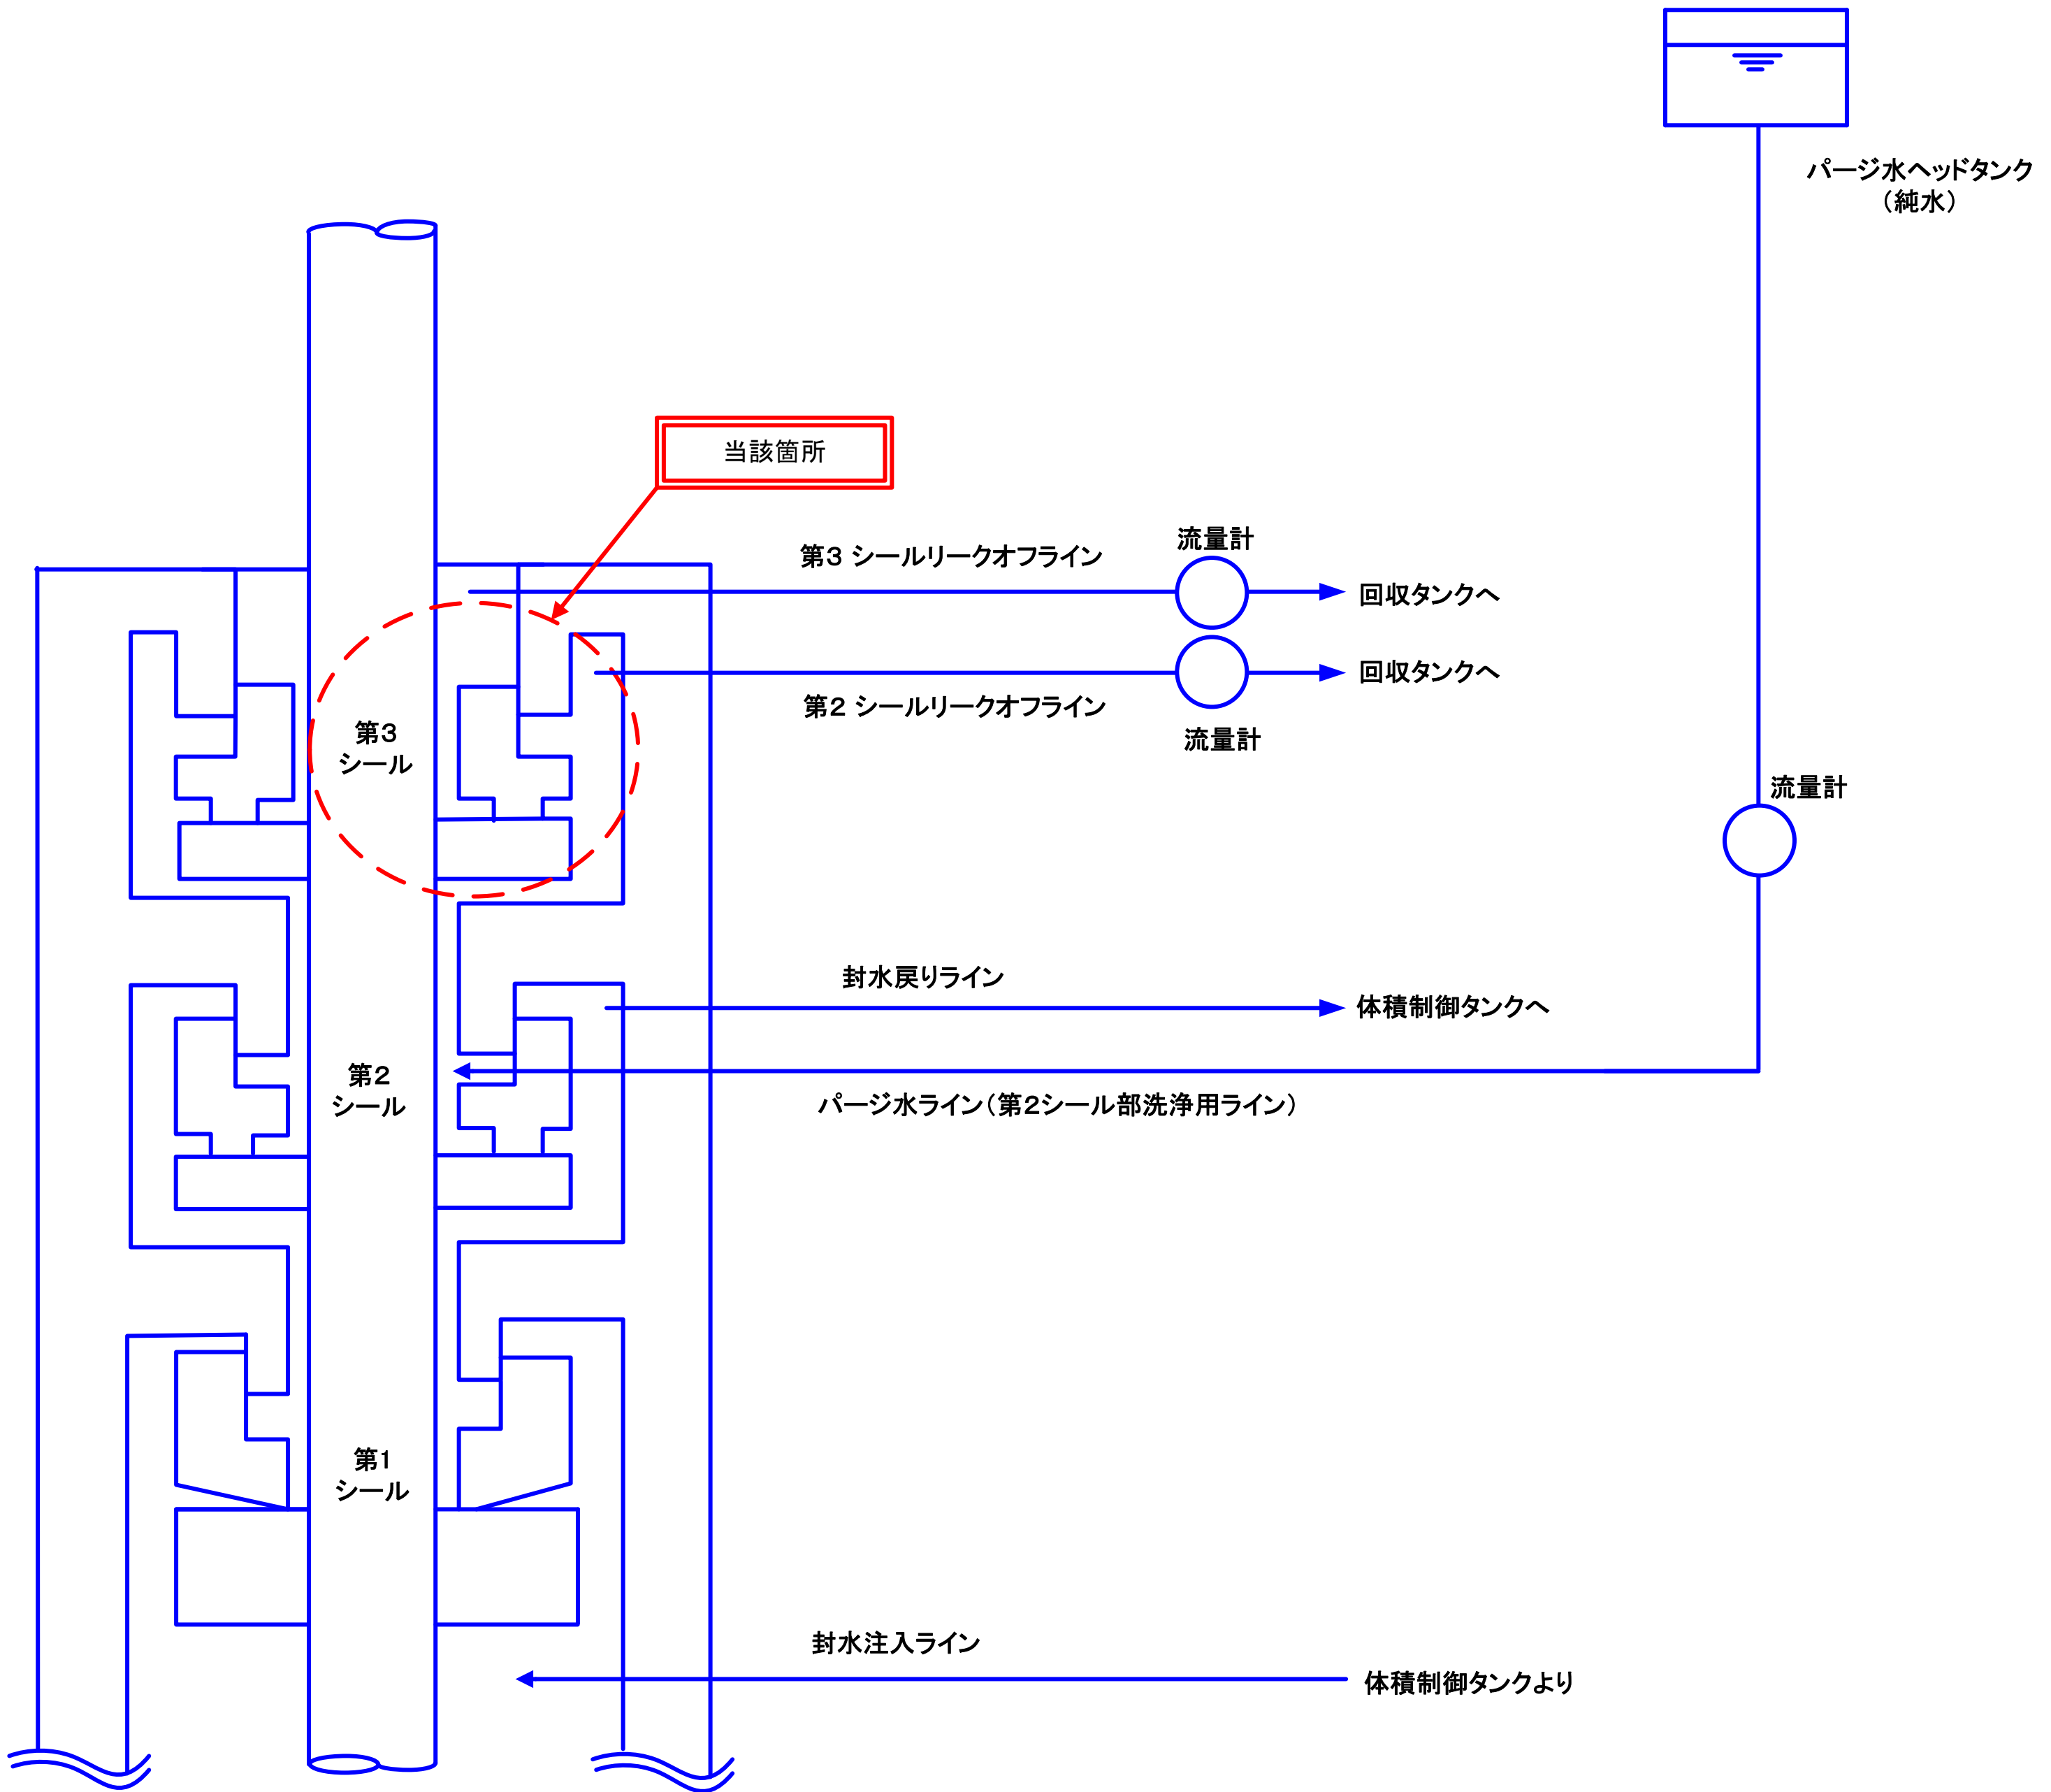 パージ水ヘッドタンク
（純水）
当該箇所
第３シールリークオフライン
流量計
回収タンクへ
回収タンクへ
第２シールリークオフライン
流量計
第３
シール
流量計
封水戻りライン
体積制御タンクへ
第２
シール
パージ水ライン（第２シール部洗浄用ライン）
第１
シール
封水注入ライン
体積制御タンクより